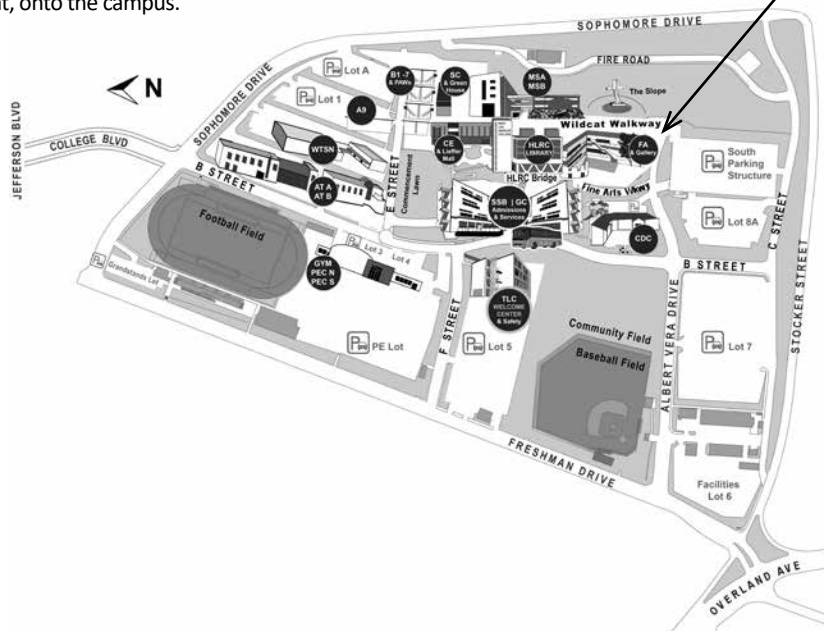 t, onto the campus.
SOPHOMORE DRIVE
FIRE ROAD
N
Lot A
B1 -7
& PAWs
SC
& Green
House
MSA
MSB
The Slope
SOPHOMORE DRIVE
Lot 1
A9
Wildcat Walkway
JEFFERSON BLVD
COLLEGE BLVD
WTSN
CE
& Lieffer
Mall
HLRC
LIBRARY
FA
& Gallery
South
Parking
Structure
E STREET
Commencement
Lawn
HLRC Bridge
B STREET
AT A
AT B
SSB | GC
Admissions
& Services
Fine Arts Wkwy
Lot 8A
C STREET
Football Field
CDC
Lot 3
Lot 4
Grandstands Lot
GYM
PEC N
PEC S
B STREET
STOCKER STREET
TLC
WELCOME
CENTER
& Safety
F STREET
PE Lot
Lot 5
Community Field
Baseball Field
ALBERT VERA DRIVE
Lot 7
FRESHMAN DRIVE
Facilities
Lot 6
OVERLAND AVE